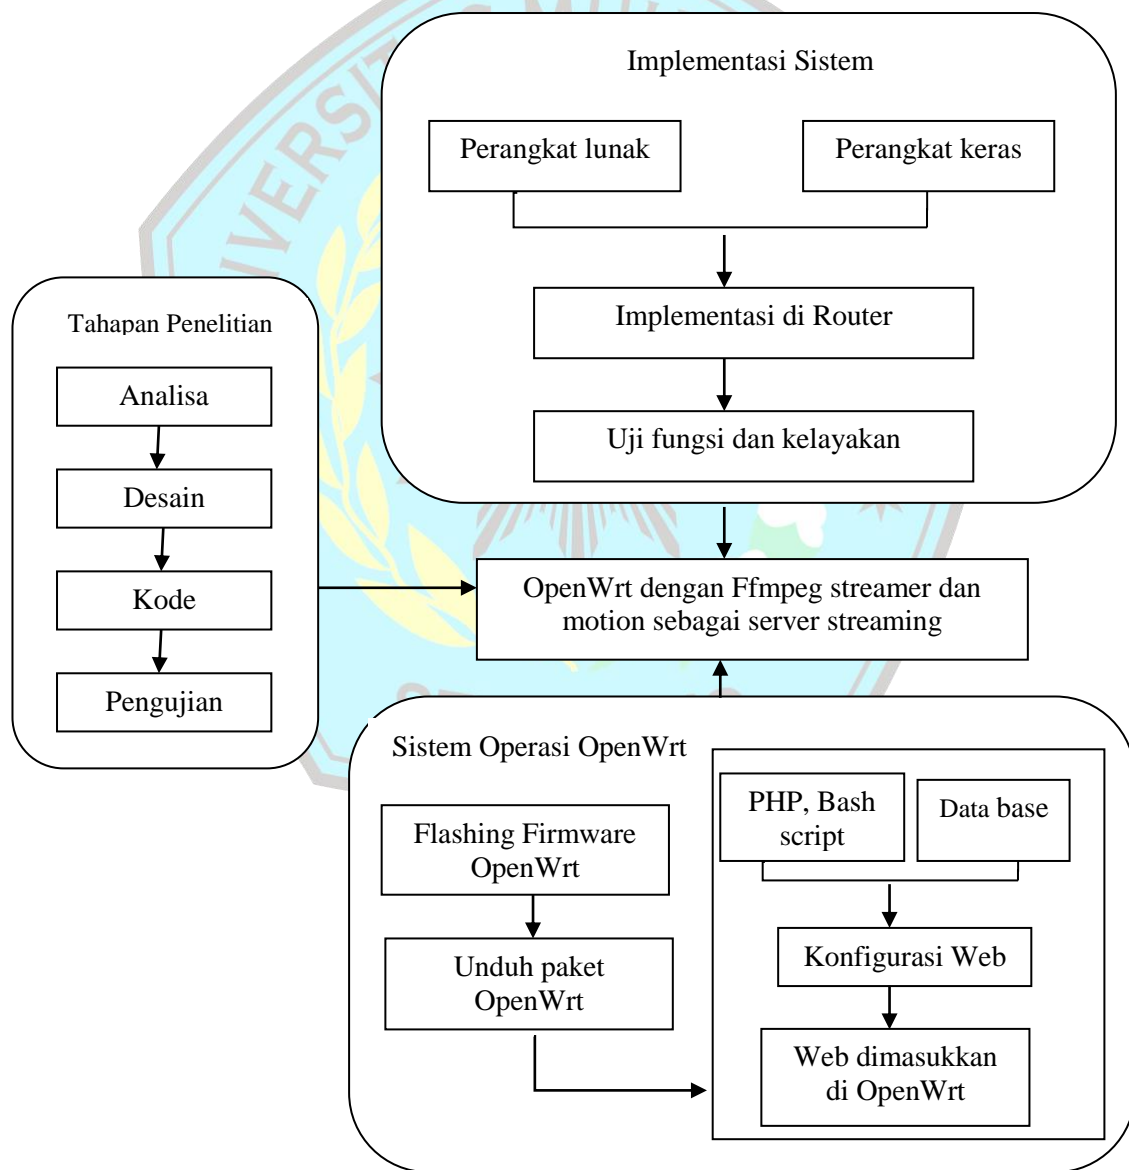 Implementasi Sistem
Perangkat lunak
Perangkat keras
Implementasi di Router
Uji fungsi dan kelayakan
Tahapan Penelitian
Analisa
Desain
Kode
Pengujian
OpenWrt dengan Ffmpeg streamer dan
motion sebagai server streaming
Sistem Operasi OpenWrt
Flashing Firmware
OpenWrt
Unduh paket
OpenWrt
PHP, Bash
script
Data base
Konfigurasi Web
Web dimasukkan
di OpenWrt